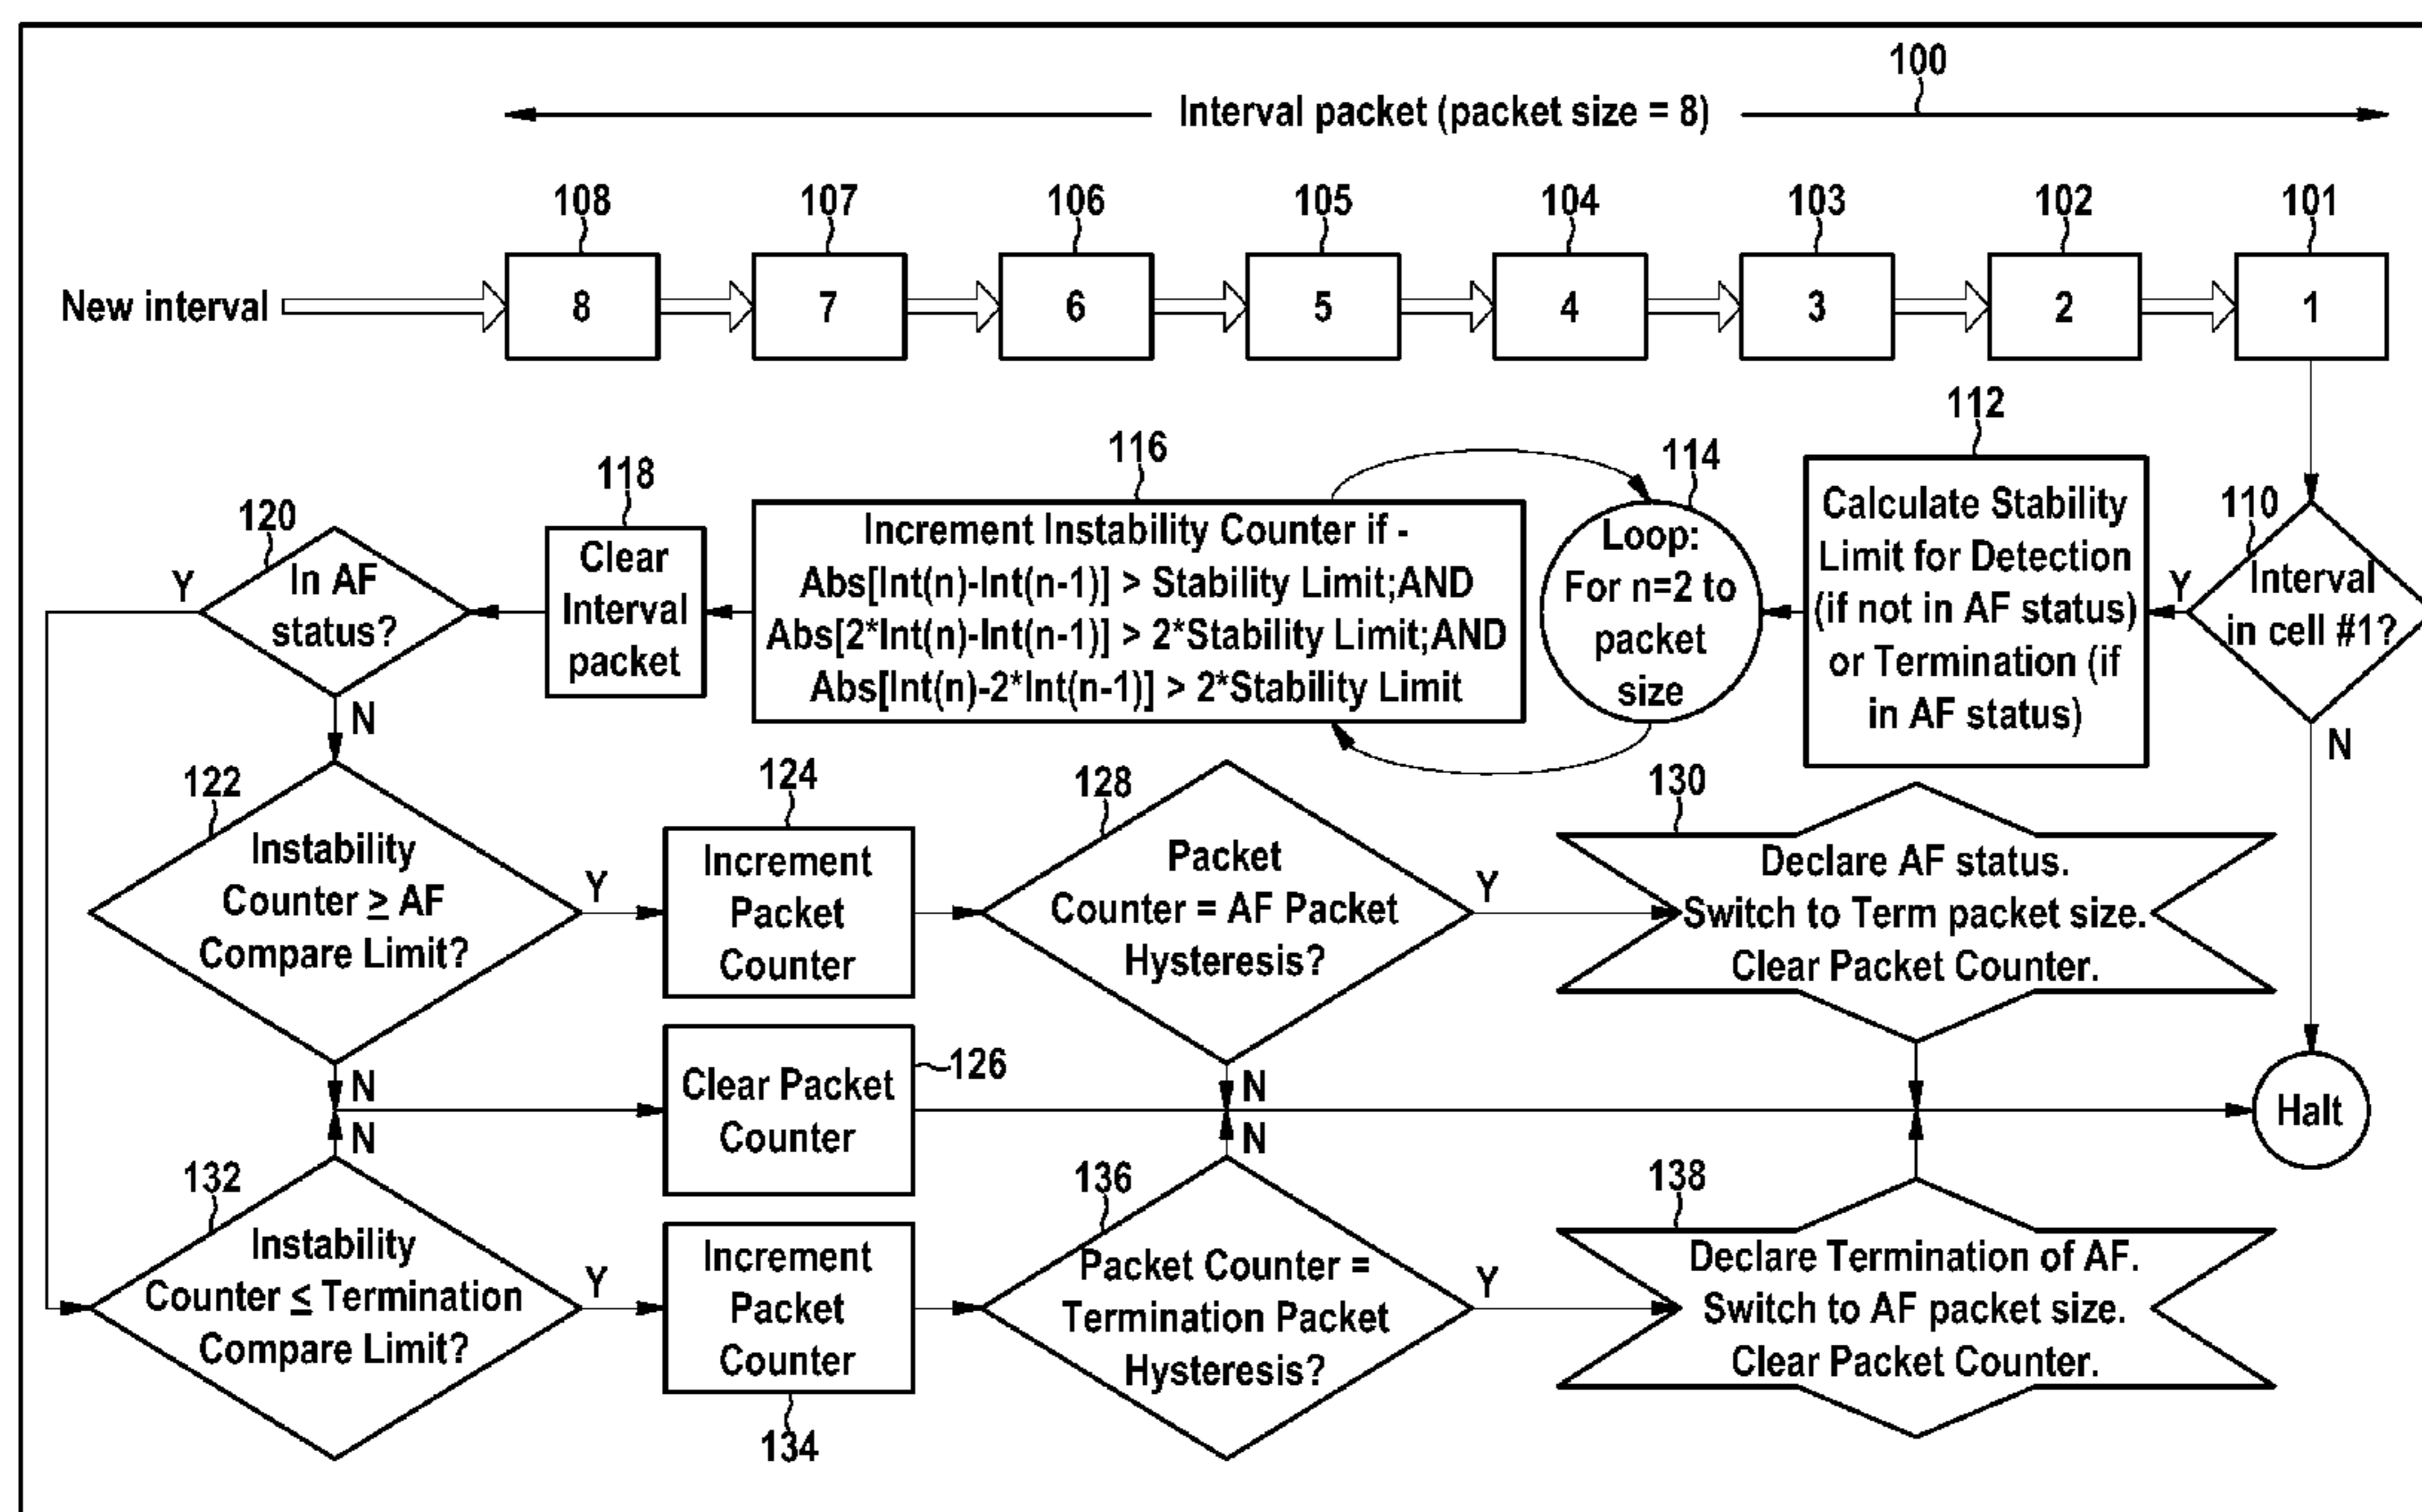 100
Interval packet (packet size = 8)
108
107
106
105
104
103
102
101
New interval
8
7
6
5
4
3
2
1
112
116
114
118
110
120
Calculate Stability
Limit for Detection
(if not in AF status)
or Termination (if
in AF status)
Y
Interval
in cell #1?
N
Loop:
For n=2 to
packet
size
Increment Instability Counter if -
Abs[Int(n)-Int(n-1)] > Stability Limit;AND
Abs[2*Int(n)-Int(n-1)] > 2*Stability Limit;AND
Abs[Int(n)-2*Int(n-1)] > 2*Stability Limit
Clear
Interval
packet
Y
In AF
status?
N
122
124
128
130
Instability
Counter ≥ AF
Compare Limit?
Y
Increment
Packet
Counter
Packet
Counter = AF Packet
Hysteresis?
Y
Declare AF status.
Switch to Term packet size.
Clear Packet Counter.
N
Clear Packet
Counter
126
N
Halt
N
N
132
136
138
Instability
Counter ≤ Termination
Compare Limit?
Y
Increment
Packet
Counter
134
Packet Counter =
Termination Packet
Hysteresis?
Y
Declare Termination of AF.
Switch to AF packet size.
Clear Packet Counter.